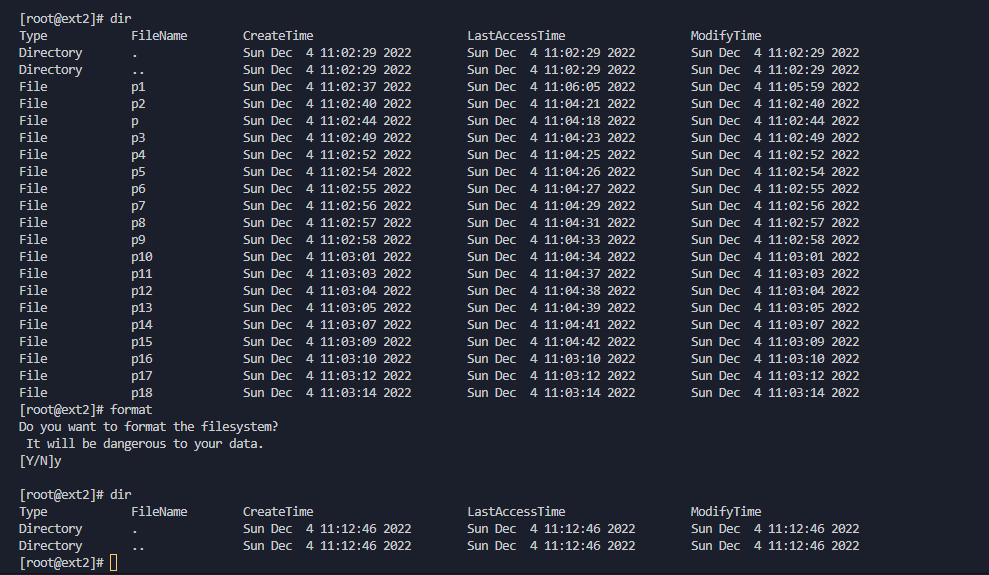 [root@ext2]# dir
Type            FileName        CreateTime                      LastAccessTime                  ModifyTime
Directory       .               Sun Dec  4 11:02:29 2022        Sun Dec  4 11:02:29 2022        Sun Dec  4 11:02:29 2022
Directory       ..              Sun Dec  4 11:02:29 2022        Sun Dec  4 11:02:29 2022        Sun Dec  4 11:02:29 2022
File            p1              Sun Dec  4 11:02:37 2022        Sun Dec  4 11:06:05 2022        Sun Dec  4 11:05:59 2022
File            p2              Sun Dec  4 11:02:40 2022        Sun Dec  4 11:04:21 2022        Sun Dec  4 11:02:40 2022
File            p               Sun Dec  4 11:02:44 2022        Sun Dec  4 11:04:18 2022        Sun Dec  4 11:02:44 2022
File            p3              Sun Dec  4 11:02:49 2022        Sun Dec  4 11:04:23 2022        Sun Dec  4 11:02:49 2022
File            p4              Sun Dec  4 11:02:52 2022        Sun Dec  4 11:04:25 2022        Sun Dec  4 11:02:52 2022
File            p5              Sun Dec  4 11:02:54 2022        Sun Dec  4 11:04:26 2022        Sun Dec  4 11:02:54 2022
File            p6              Sun Dec  4 11:02:55 2022        Sun Dec  4 11:04:27 2022        Sun Dec  4 11:02:55 2022
File            p7              Sun Dec  4 11:02:56 2022        Sun Dec  4 11:04:29 2022        Sun Dec  4 11:02:56 2022
File            p8              Sun Dec  4 11:02:57 2022        Sun Dec  4 11:04:31 2022        Sun Dec  4 11:02:57 2022
File            p9              Sun Dec  4 11:02:58 2022        Sun Dec  4 11:04:33 2022        Sun Dec  4 11:02:58 2022
File            p10             Sun Dec  4 11:03:01 2022        Sun Dec  4 11:04:34 2022        Sun Dec  4 11:03:01 2022
File            p11             Sun Dec  4 11:03:03 2022        Sun Dec  4 11:04:37 2022        Sun Dec  4 11:03:03 2022
File            p12             Sun Dec  4 11:03:04 2022        Sun Dec  4 11:04:38 2022        Sun Dec  4 11:03:04 2022
File            p13             Sun Dec  4 11:03:05 2022        Sun Dec  4 11:04:39 2022        Sun Dec  4 11:03:05 2022
File            p14             Sun Dec  4 11:03:07 2022        Sun Dec  4 11:04:41 2022        Sun Dec  4 11:03:07 2022
File            p15             Sun Dec  4 11:03:09 2022        Sun Dec  4 11:04:42 2022        Sun Dec  4 11:03:09 2022
File            p16             Sun Dec  4 11:03:10 2022        Sun Dec  4 11:03:10 2022        Sun Dec  4 11:03:10 2022
File            p17             Sun Dec  4 11:03:12 2022        Sun Dec  4 11:03:12 2022        Sun Dec  4 11:03:12 2022
File            p18             Sun Dec  4 11:03:14 2022        Sun Dec  4 11:03:14 2022        Sun Dec  4 11:03:14 2022
[root@ext2]# format
Do you want to format the filesystem?
 It will be dangerous to your data.
[Y/N]y

[root@ext2]# dir
Type            FileName        CreateTime                      LastAccessTime                  ModifyTime
Directory       .               Sun Dec  4 11:12:46 2022        Sun Dec  4 11:12:46 2022        Sun Dec  4 11:12:46 2022
Directory       ..              Sun Dec  4 11:12:46 2022        Sun Dec  4 11:12:46 2022        Sun Dec  4 11:12:46 2022
[root@ext2]#